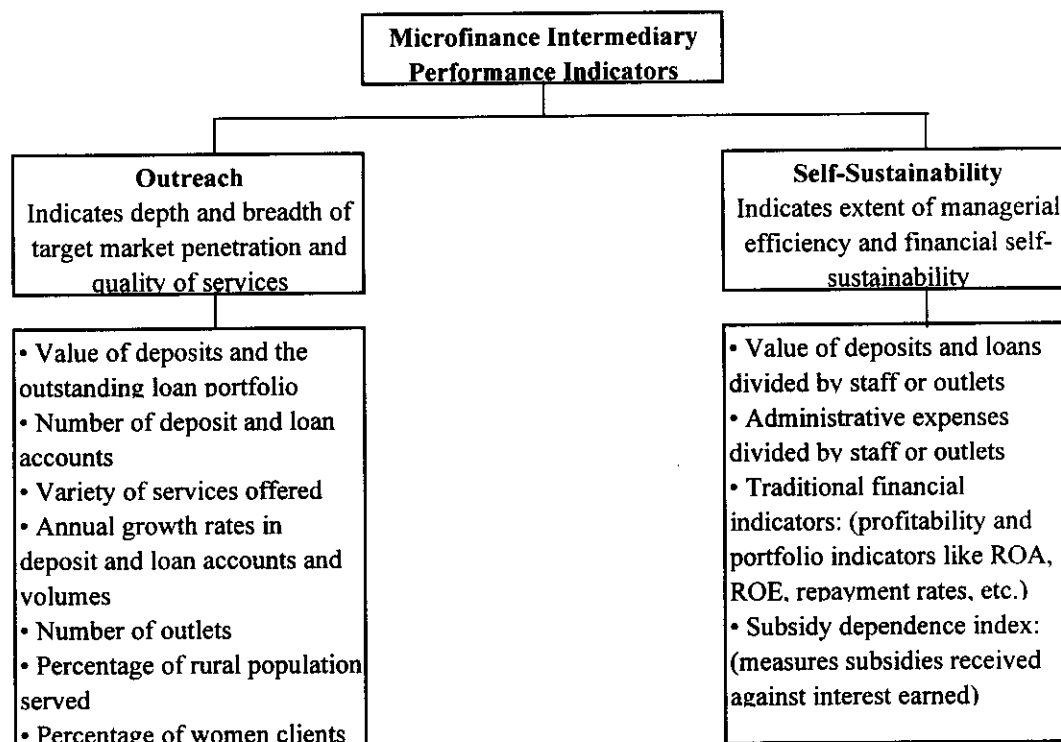 Microfinance Intermediary
Performance Indicators
Outreach
Indicates depth and breadth of
target market penetration and
quality of services
Self-Sustainability
Indicates extent of managerial
efficiency and financial self-
sustainability
• Value of deposits and the
outstanding loan portfolio
• Number of deposit and loan
accounts
• Variety of services offered
• Annual growth rates in
deposit and loan accounts and
volumes
• Number of outlets
• Percentage of rural population
served
• Percentage of women clients
• Value of deposits and loans
divided by staff or outlets
• Administrative expenses
divided by staff or outlets
• Traditional financial
indicators: (profitability and
portfolio indicators like ROA,
ROE, repayment rates, etc.)
• Subsidy dependence index:
(measures subsidies received
against interest earned)